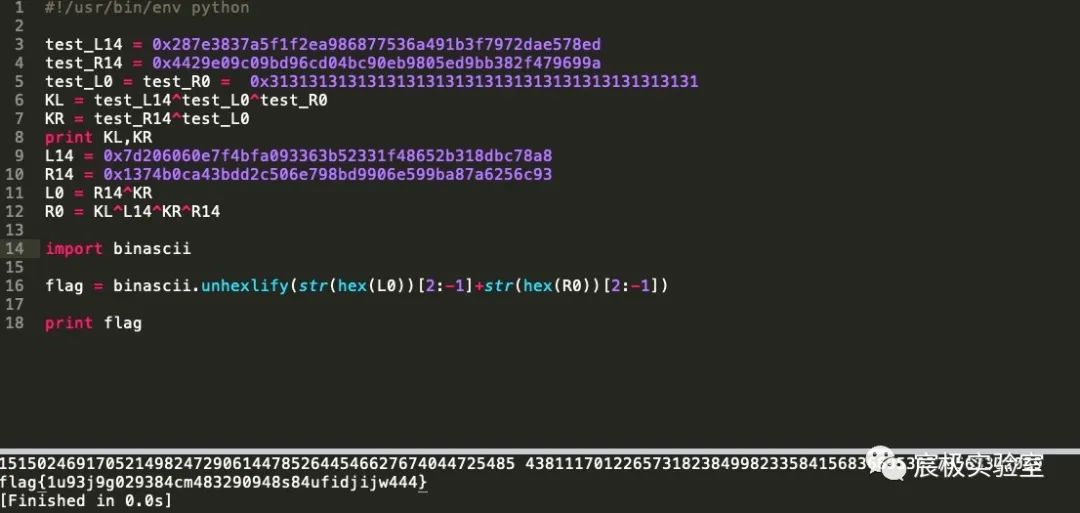 1 #!/usr/bin/env python
2
3 test_L14 = 0x287e3837a5f1f2ea986877536a491b3f7972dae578ed
4 test_R14 = 0x4429e09c09bd96cd04bc90eb9805ed9bb382f479699a
5 test_L0 = test_R0 =  0x31313131313131313131313131313131313131313131
6 KL = test_L14^test_L0^test_R0
7 KR = test_R14^test_L0
8 print KL,KR
9 L14 = 0x7d206060e7f4bfa093363b52331f48652b318dbc78a8
10 R14 = 0x1374b0ca43bdd2c506e798bd9906e599ba87a6256c93
11 L0 = R14^KR
12 R0 = KL^L14^KR^R14
13
14 import binascii
15
16 flag = binascii.unhexlify(str(hex(L0))[2:-1]+str(hex(R0))[2:-1])
17
18 print flag
15150246917052149824729061447852644546627674044725485
flag{1u93j9g029384cm483290948s84ufidjijw444}
[Finished in 0.0s]
宸极实验室